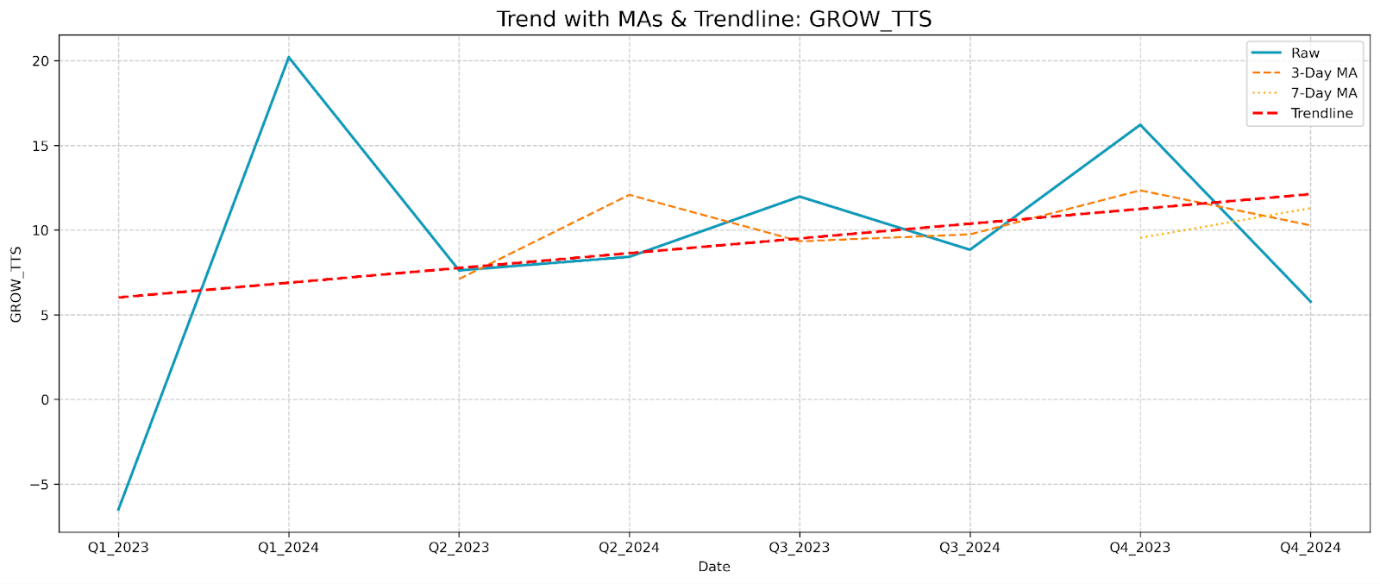 Trend with MAs & Trendline: GROW_TTS
Raw
3-Day MA
7-Day MA
Trendline
20
15
10
5
0
−5
GROW_TTS
Q1_2023 Q1_2024 Q2_2023 Q2_2024 Q3_2023 Q3_2024 Q4_2023 Q4_2024
Date